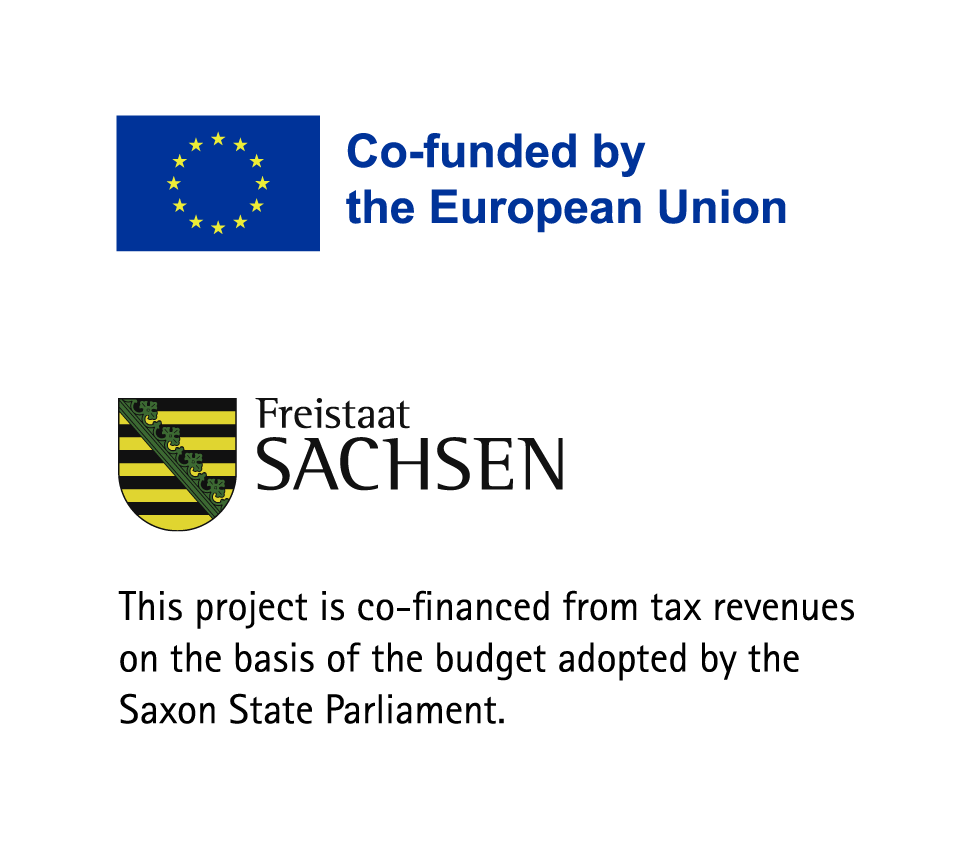 Co-funded by
the European Union
Freistaat
SACHSEN
This project is co-financed from tax revenues
on the basis of the budget adopted by the
Saxon State Parliament.